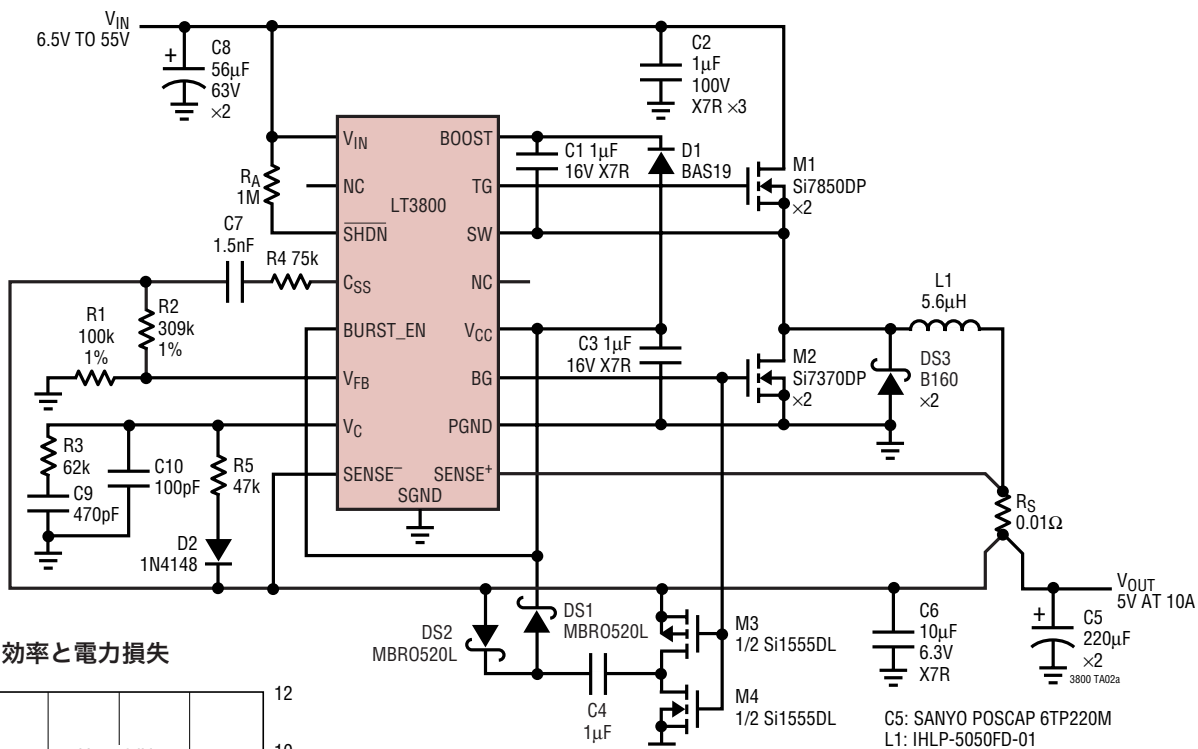 VIN
6.5V TO 55V
C8
56µF
63V
×2
+
C2
1µF
100V
X7R ×3
VIN
BOOST
C1 1µF
16V X7R
D1
BAS19
M1
Si7850DP
×2
RA
1M
NC
TG
LT3800
SHDN
SW
C7
1.5nF
R4 75k
CSS
NC
L1
5.6µH
R1
100k
1%
R2
309k
1%
BURST_EN
VCC
C3 1µF
16V X7R
M2
Si7370DP
×2
DS3
B160
×2
VFB
BG
VC
PGND
R3
62k
C10
100pF
R5
47k
SENSE–
SENSE+
SGND
C9
470pF
RS
0.01Ω
D2
1N4148
VOUT
5V AT 10A
DS2
MBRO520L
DS1
MBRO520L
M3
1/2 Si1555DL
C6
10µF
6.3V
X7R
+
C5
220µF
×2
3800 TA02a
C4
1µF
M4
1/2 Si1555DL
C5: SANYO POSCAP 6TP220M
L1: IHLP-5050FD-01
効率と電力損失
12